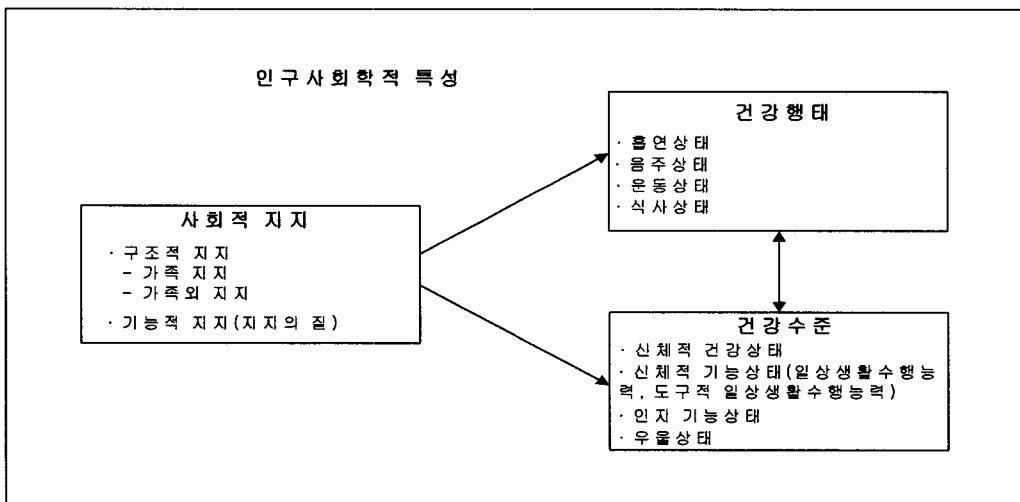 인구사회학적 특성
건강행태
· 흡연상태
· 음주상태
· 운동상태
· 식사상태
사회적 지지
· 구조적 지지
- 가족 지지
- 가족외 지지
· 기능적 지지(지지의 질)
건강수준
· 신체적 건강상태
· 신체적 기능상태(일상생활수행능
력, 도구적 일상생활수행능력)
· 인지 기능상태
· 우울상태